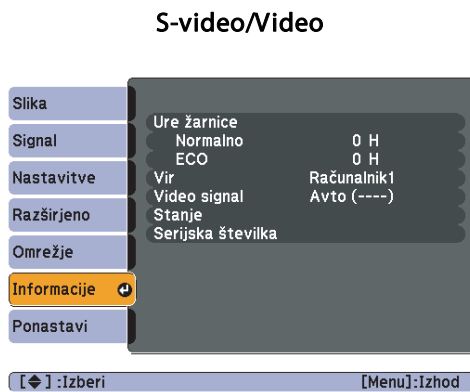 S-video/Video
Slika
Signal
Nastavitve
Razširjeno
Omrežje
Informacije
Ponastavi
Ure žarnice
Normalno 0 H
ECO 0 H
Vir Računalnik1
Video signal Avto (----)
Stanje
Serijska številka
[◆] :Izberi [Menu]:Izhod